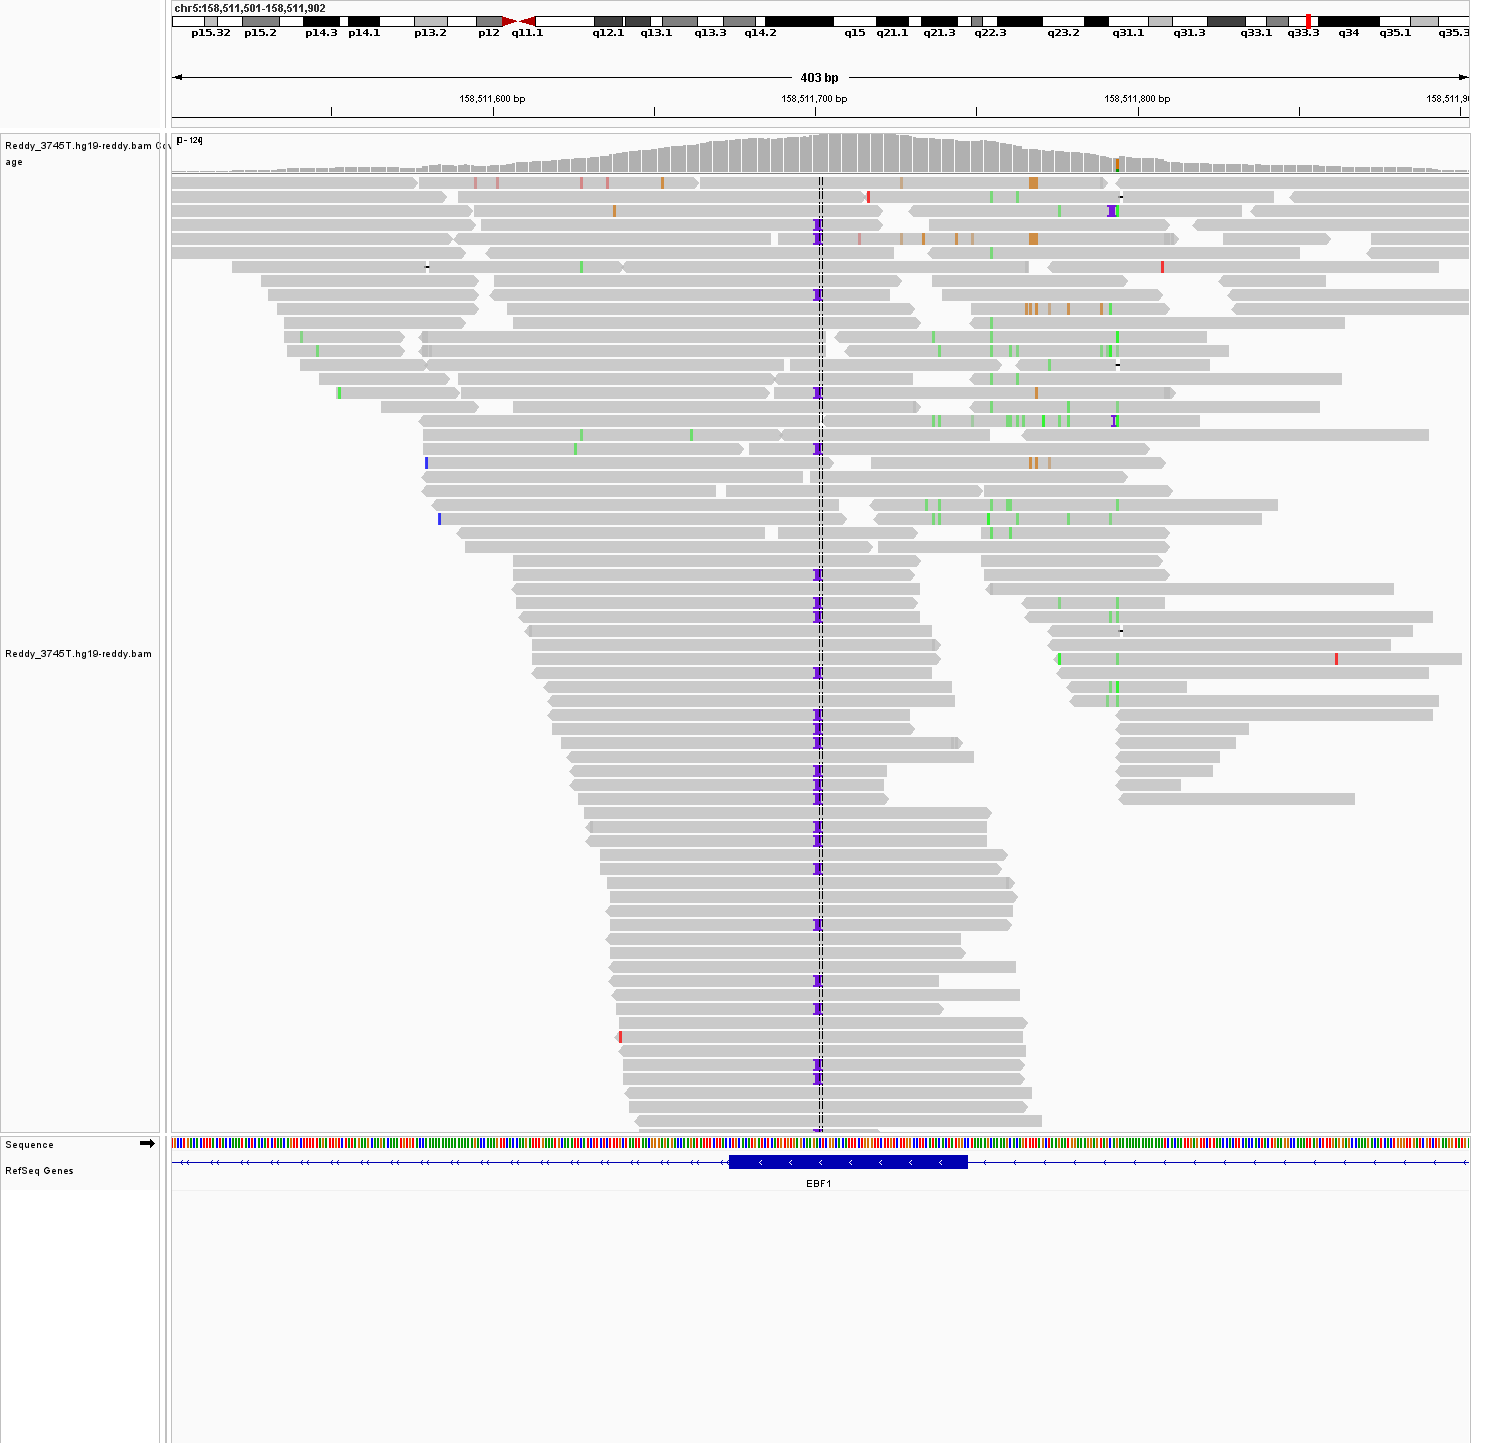 chr5:158,511,501-158,511,902
p15.32 p15.2 p14.3 p14.1 p13.2 p12 q11.1 q12.1 q13.1 q13.3 q14.2 q15 q21.1 q21.3 q22.3 q23.2 q31.1 q31.3 q33.1 q33.3 q34 q35.1 q35.3
403 bp
158,511,600 bp 158,511,700 bp 158,511,800 bp 158,511,90
Reddy_3745T.hg19-reddy.bam Cov
age
[0 - 124]
Reddy_3745T.hg19-reddy.bam
Sequence
RefSeq Genes
EBF1